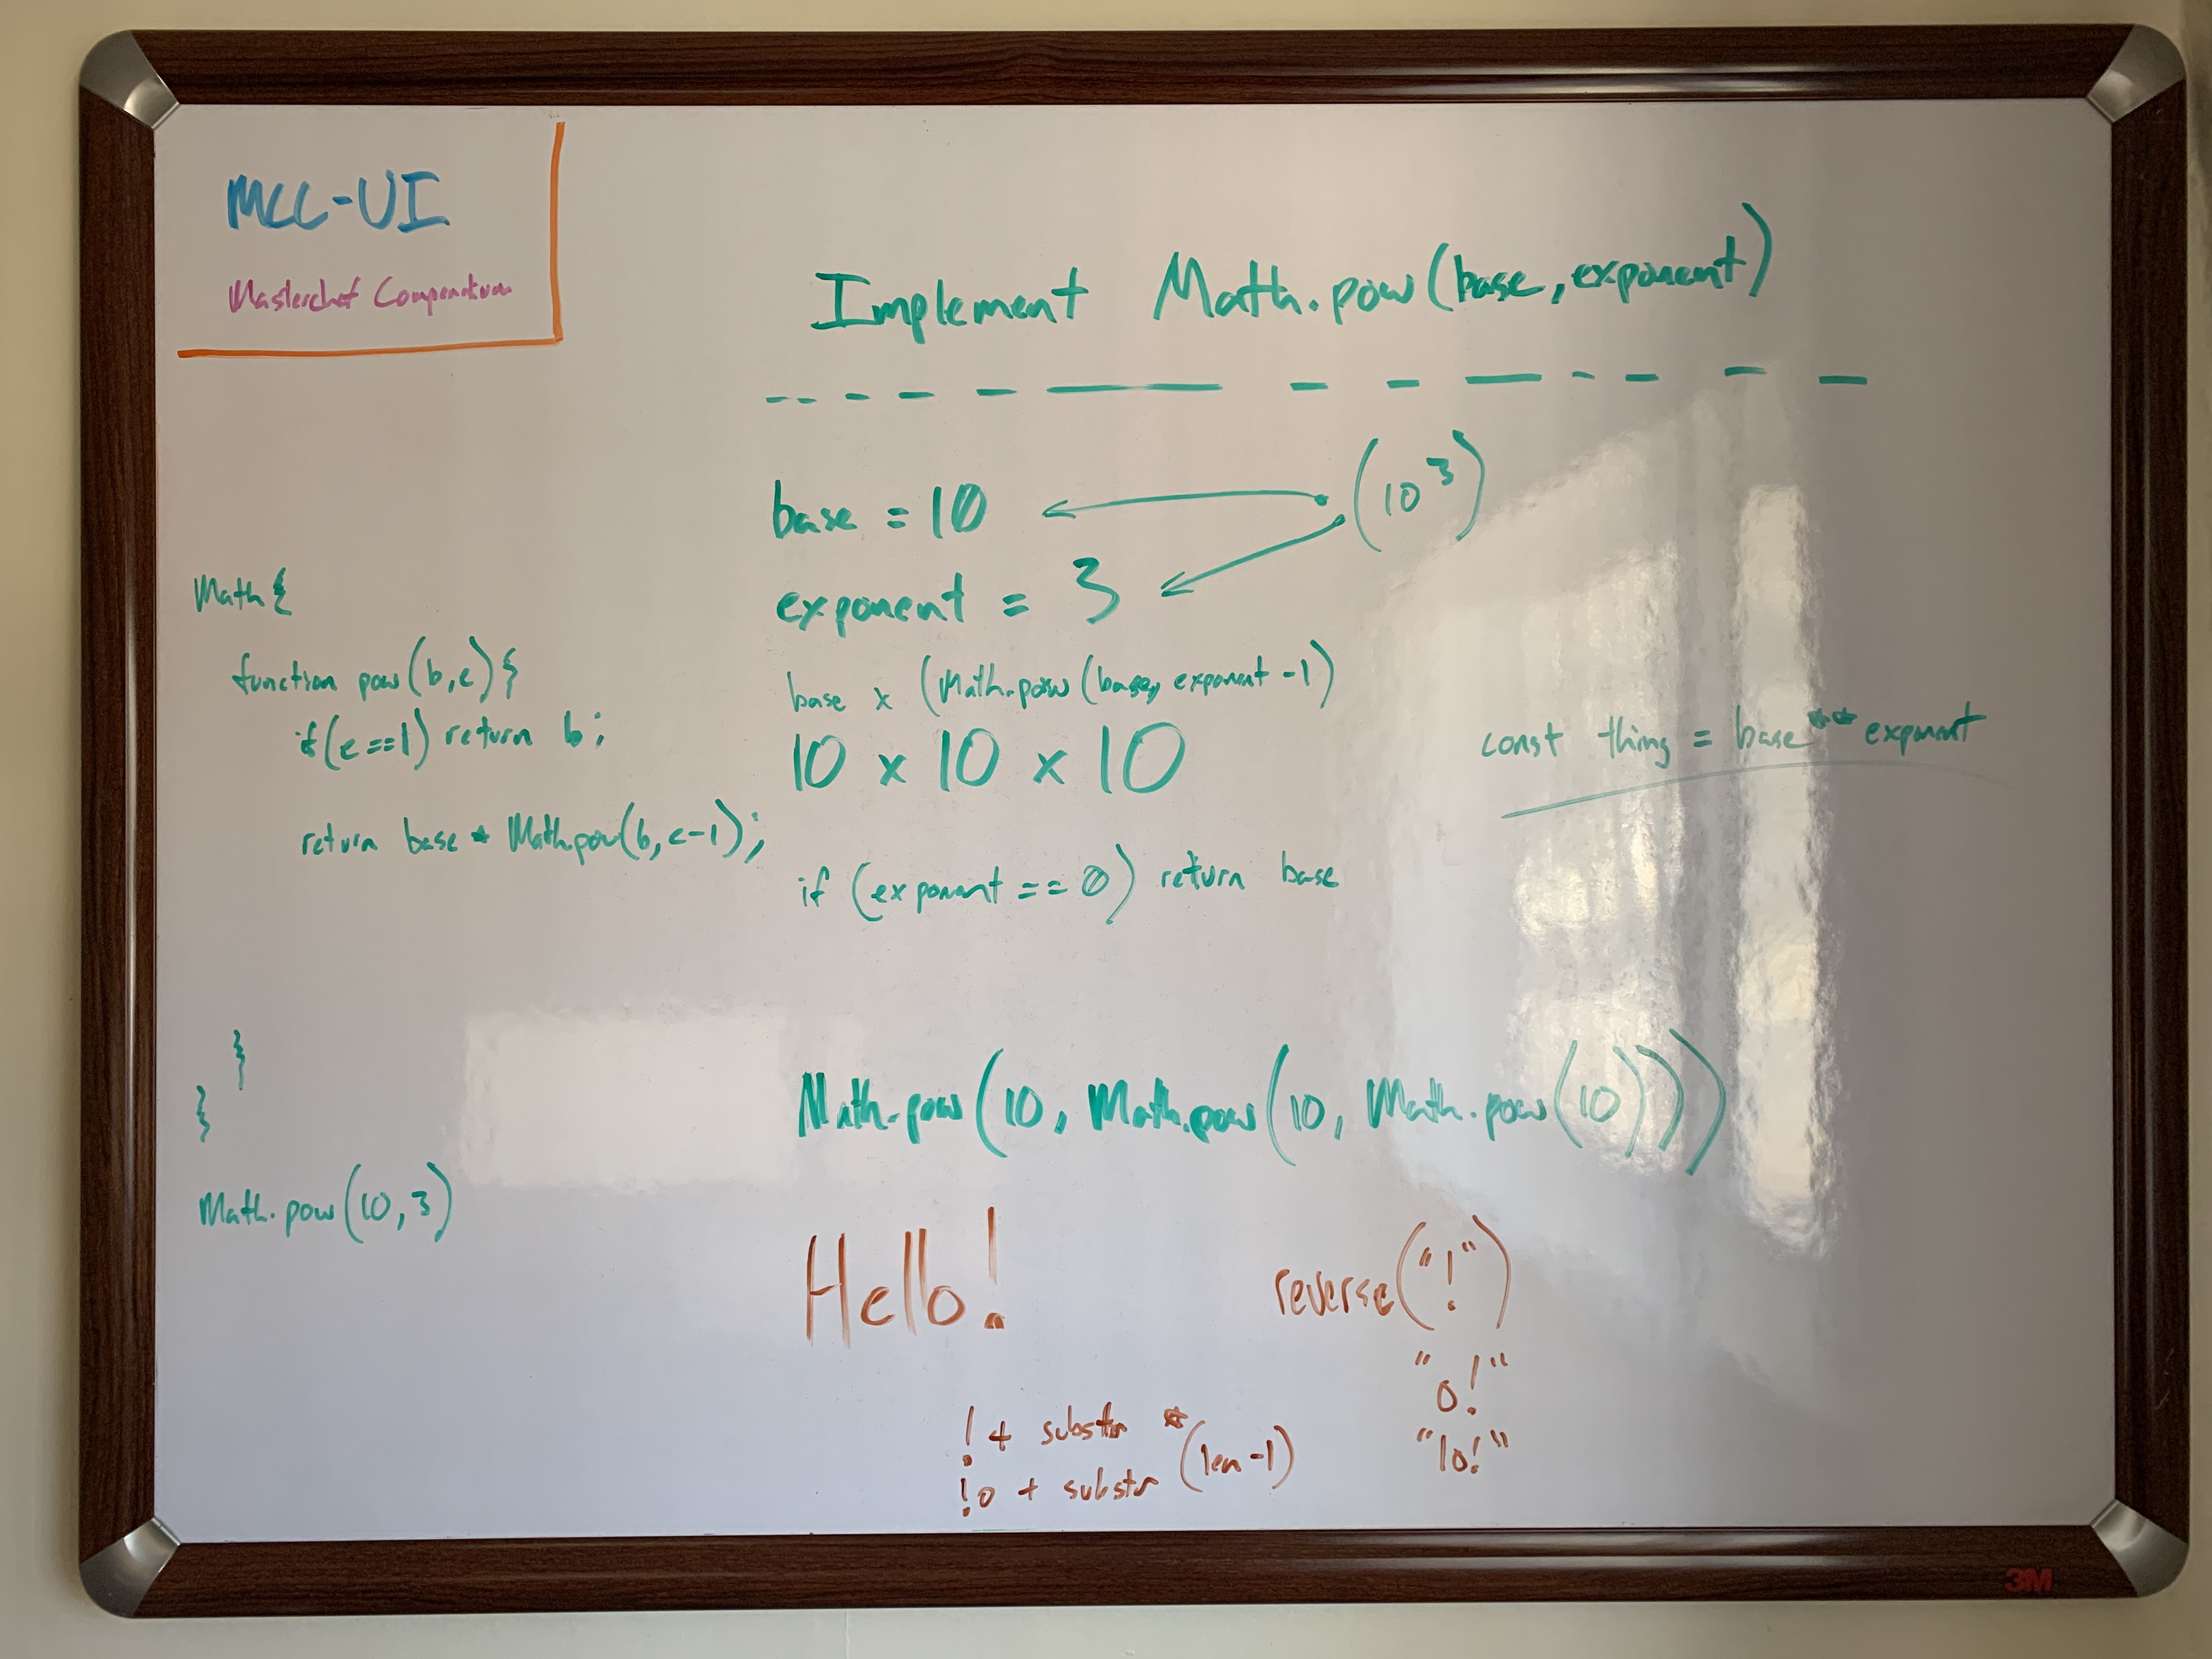 MCC-UI
Masterchef Compendium
Implement Math.pow(base,exponent)
base = 10
(10³)
exponent = 3
base x (Math.pow(base, exponent -1)
10 x 10 x 10
if (exponent == 0) return base
const thing = base**exponent
Math{
function pow(b,e){
if(e==1) return b;
return base * Math.pow(b,e-1);
}
}
Math.pow(10,3)
Math.pow(10, Math.pow(10, Math.pow(10)))
Hello!
reverse("!")
"o!"
"lo!"
! + substr *
(len-1)
!o + substr
3M